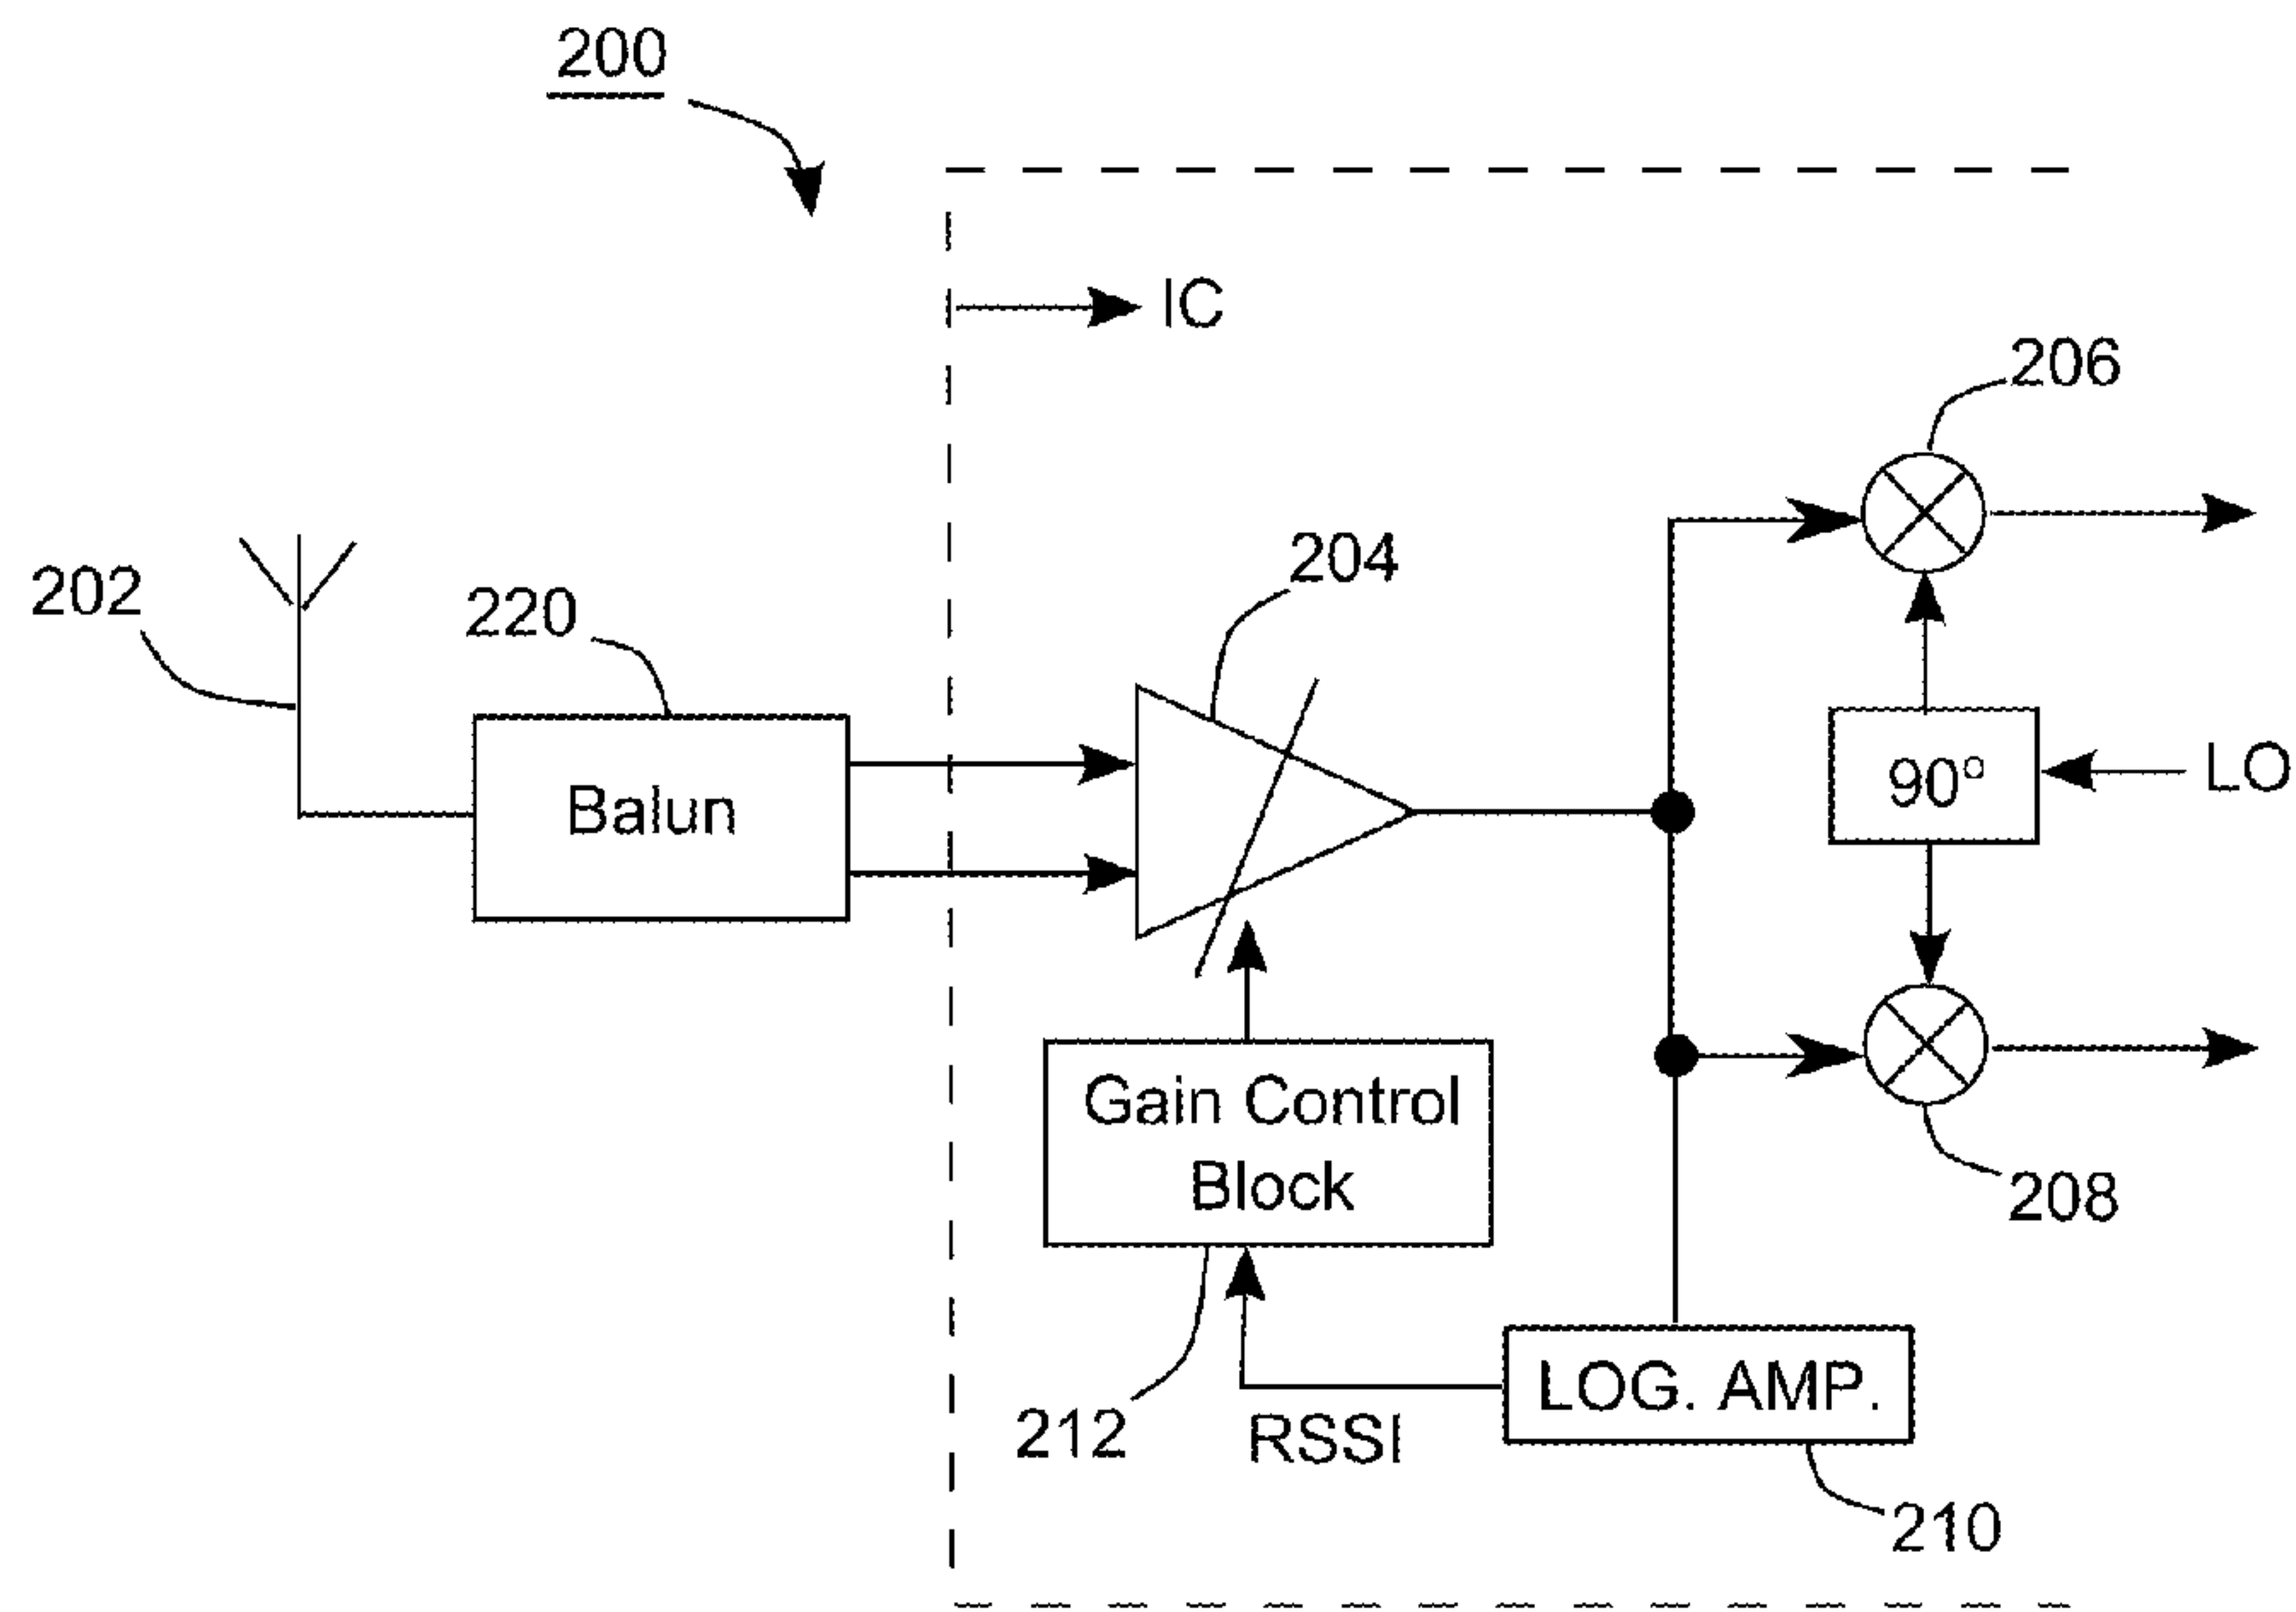 200
IC
206
204
202
220
Balun
90°
LO
Gain Control
Block
208
212
RSSI
LOG. AMP.
210